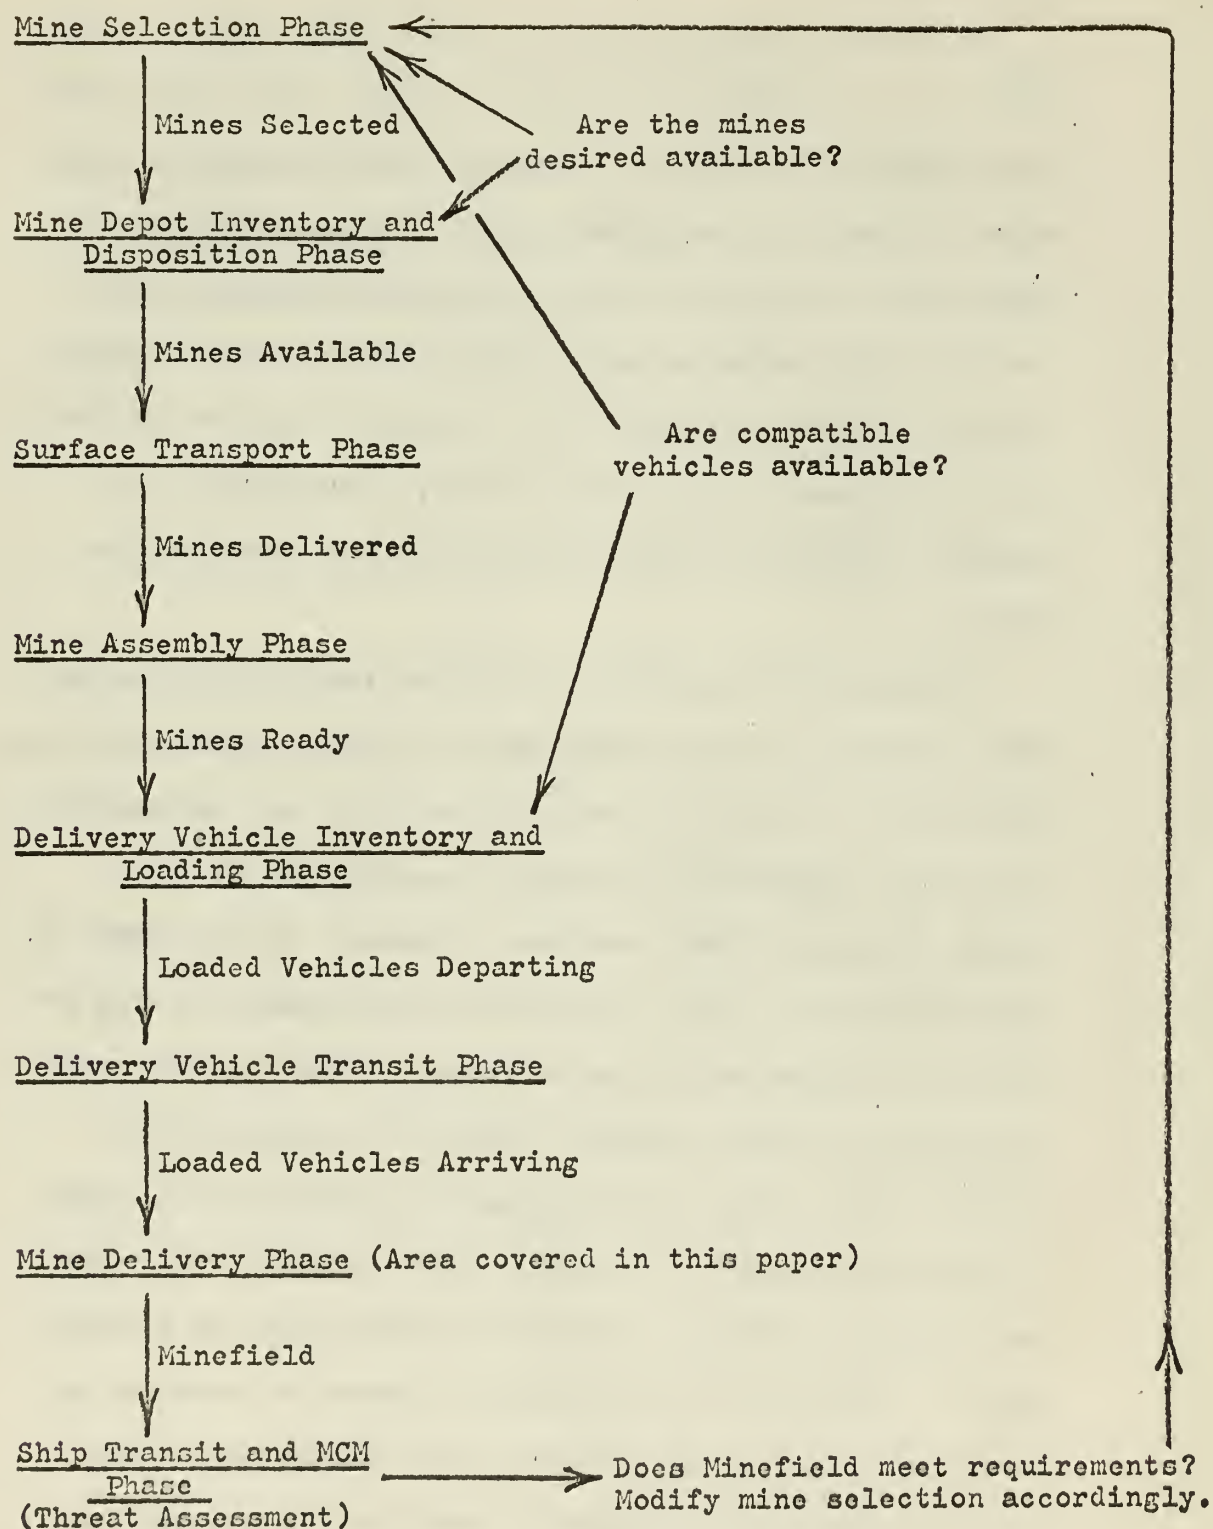 Mine Selection Phase
Mines Selected
Are the mines
desired available?
Mine Depot Inventory and
Disposition Phase
Mines Available
Surface Transport Phase
Are compatible
vehicles available?
Mines Delivered
Mine Assembly Phase
Mines Ready
Delivery Vehicle Inventory and
Loading Phase
Loaded Vehicles Departing
Delivery Vehicle Transit Phase
Loaded Vehicles Arriving
Mine Delivery Phase (Area covered in this paper)
Minefield
Ship Transit and MCM
Phase
(Threat Assessment)
Does Minefield meet requirements?
Modify mine selection accordingly.